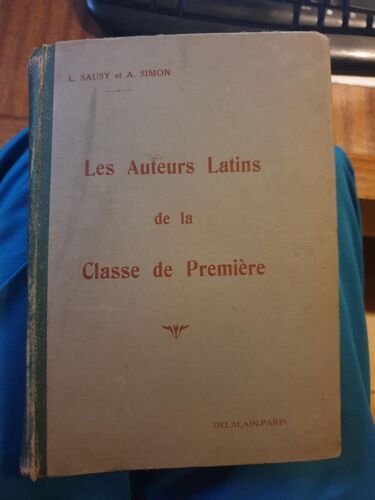 L. SAUSY et A. SIMON
Les Auteurs Latins
de la
Classe de Première
DELALAIN-PARIS